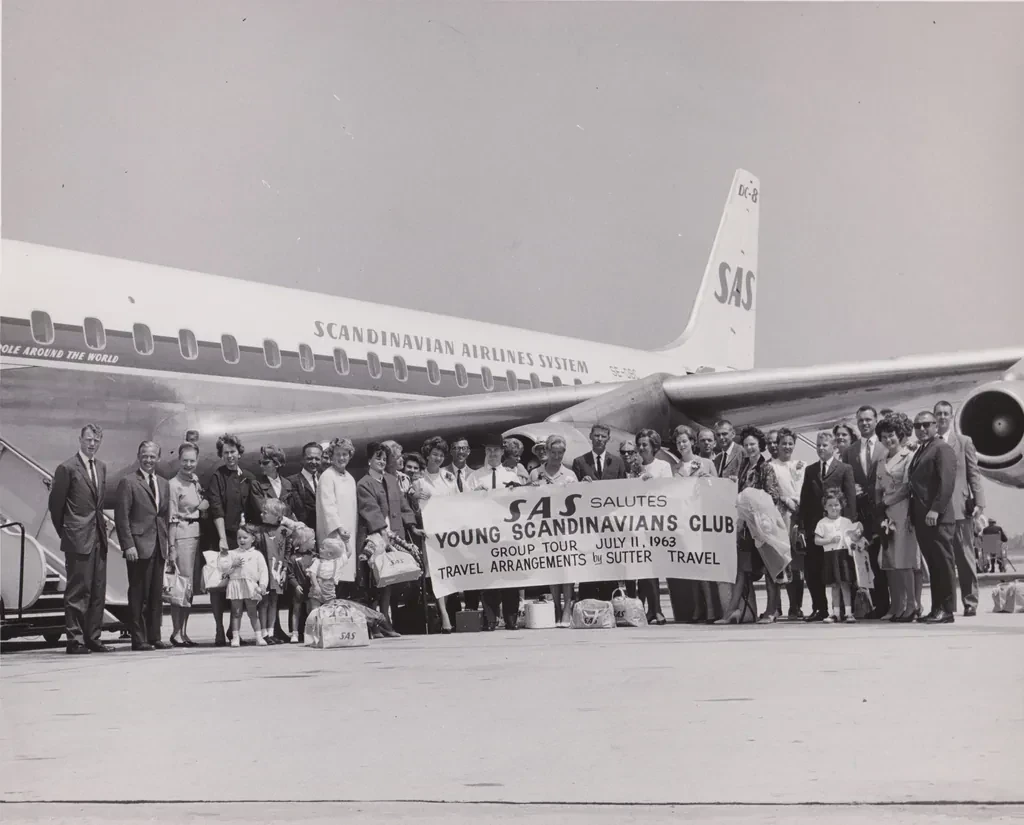 DC-8
SAS
SCANDINAVIAN AIRLINES SYSTEM
POLE AROUND THE WORLD
SAS SALUTES
YOUNG SCANDINAVIANS CLUB
GROUP TOUR JULY 11, 1963
TRAVEL ARRANGEMENTS by SUTTER TRAVEL
SAS
SAS